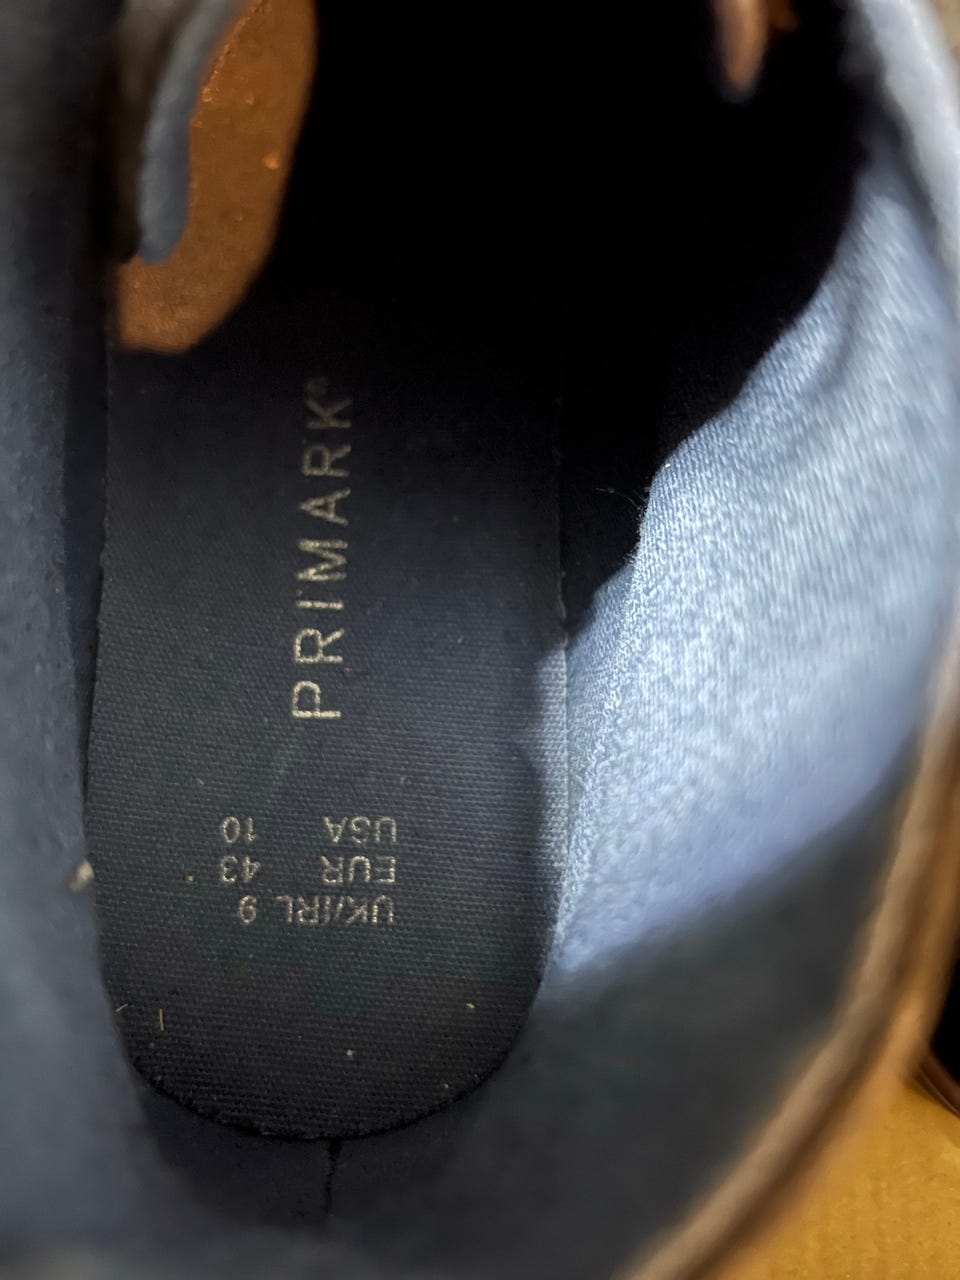 PRIMARK®
UK/IRL 9
EUR 43
USA 10